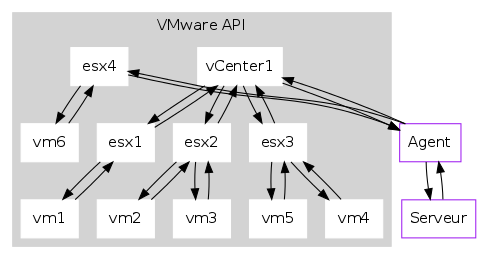 VMware API
esx4 vCenter1
vm6 esx1 esx2 esx3 Agent
vm1 vm2 vm3 vm5 vm4 Serveur